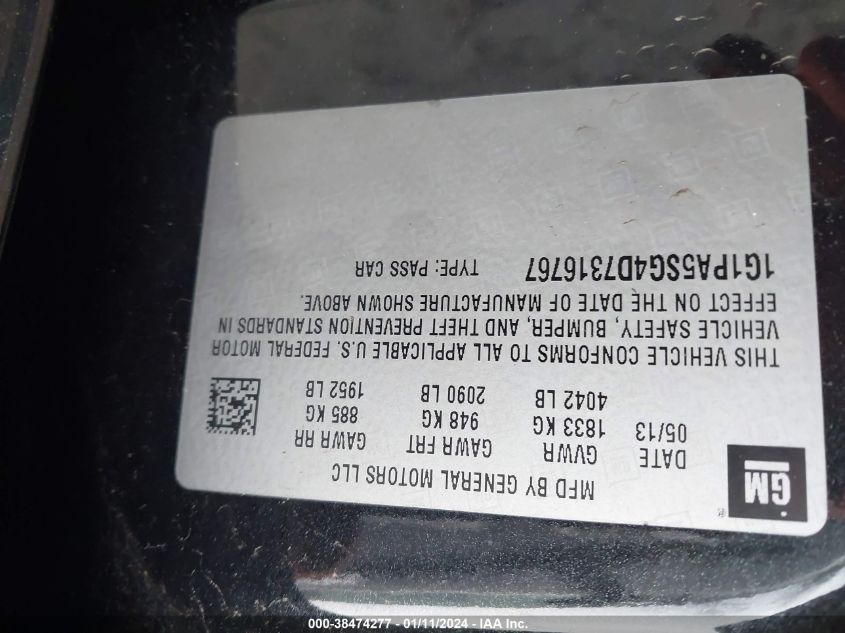 GM
®
MFD BY GENERAL MOTORS LLC
DATE GVWR GAWR FRT GAWR RR
05/13 1833 KG 948 KG 885 KG
4042 LB 2090 LB 1952 LB
THIS VEHICLE CONFORMS TO ALL APPLICABLE U.S. FEDERAL MOTOR
VEHICLE SAFETY, BUMPER, AND THEFT PREVENTION STANDARDS IN
EFFECT ON THE DATE OF MANUFACTURE SHOWN ABOVE.
1G1PA5SG4D7316767 TYPE: PASS CAR
000-38474277 - 01/11/2024 - IAA Inc.